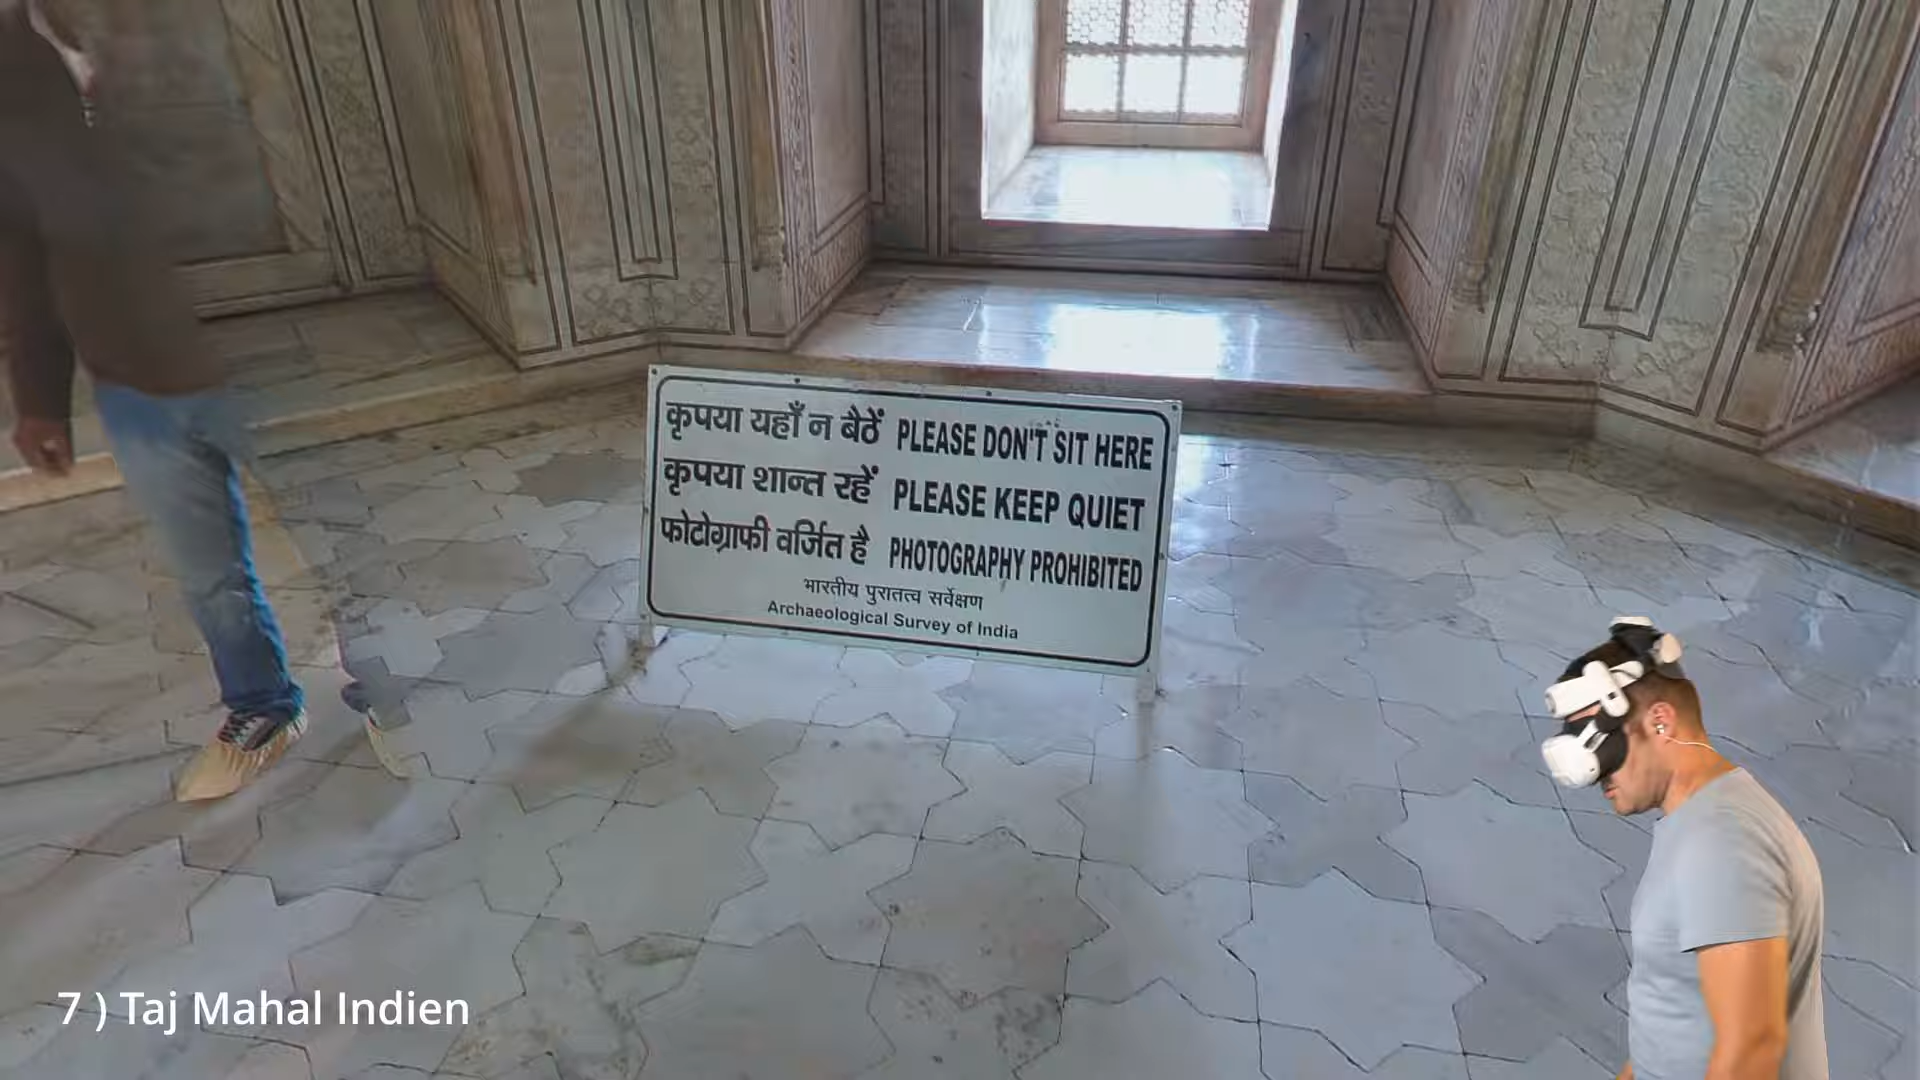 कृपया यहाँ न बैठें PLEASE DON'T SIT HERE
कृपया शान्त रहें PLEASE KEEP QUIET
फोटोग्राफी वर्जित है PHOTOGRAPHY PROHIBITED
भारतीय पुरातत्व सर्वेक्षण
Archaeological Survey of India
7 ) Taj Mahal Indien